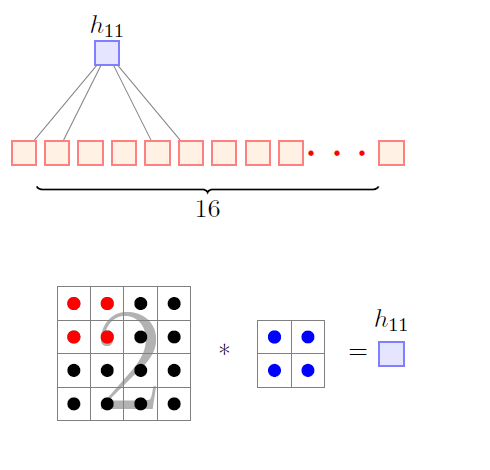 h₁₁
16
2
*
= h₁₁